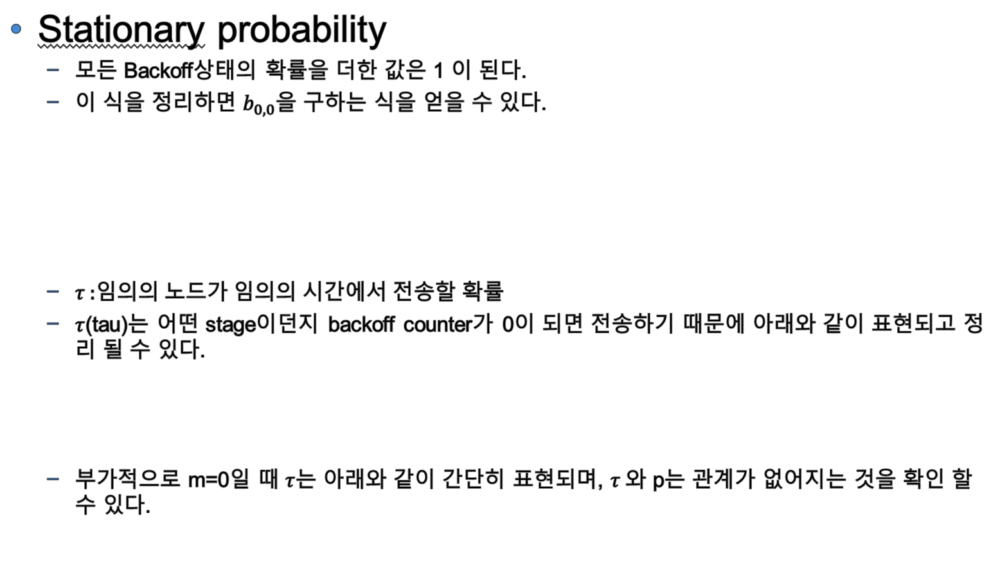 • Stationary probability
– 모든 Backoff상태의 확률을 더한 값은 1 이 된다.
– 이 식을 정리하면 b₀,₀을 구하는 식을 얻을 수 있다.
– τ :임의의 노드가 임의의 시간에서 전송할 확률
– τ(tau)는 어떤 stage이던지 backoff counter가 0이 되면 전송하기 때문에 아래와 같이 표현되고 정
리 될 수 있다.
– 부가적으로 m=0일 때 τ는 아래와 같이 간단히 표현되며, τ 와 p는 관계가 없어지는 것을 확인 할
수 있다.